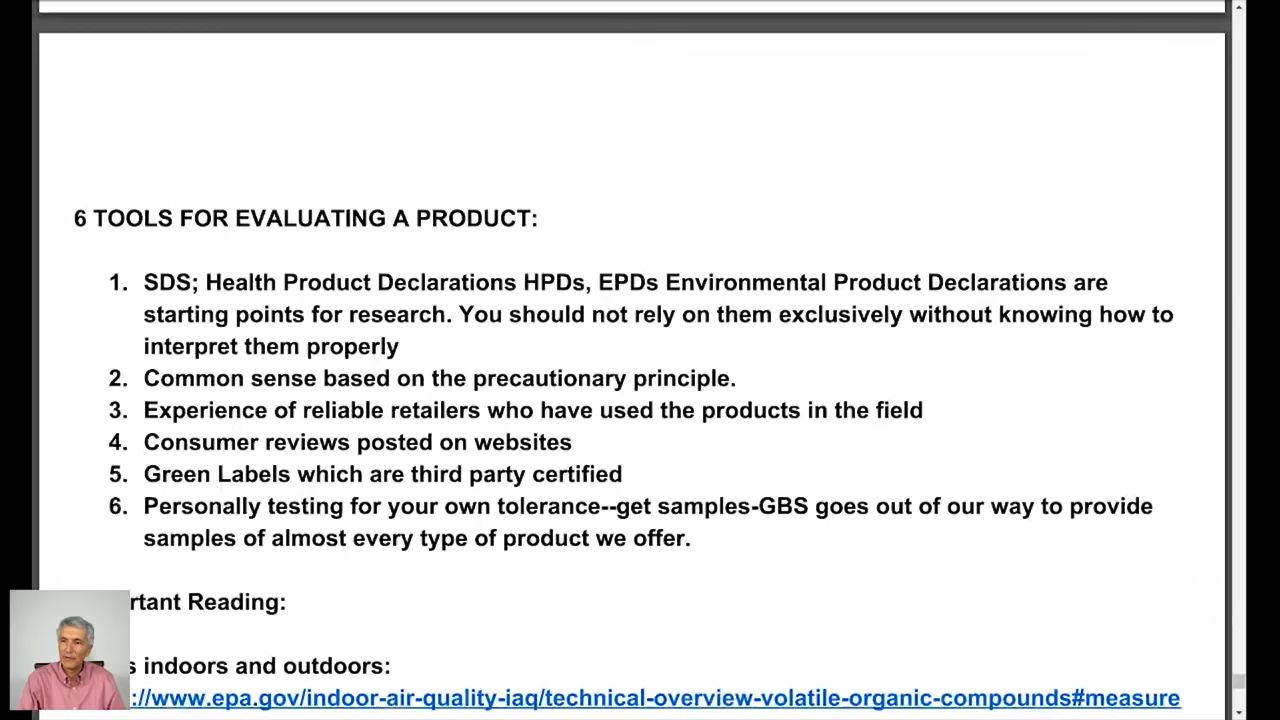 6 TOOLS FOR EVALUATING A PRODUCT:
1. SDS; Health Product Declarations HPDs, EPDs Environmental Product Declarations are
starting points for research. You should not rely on them exclusively without knowing how to
interpret them properly
2. Common sense based on the precautionary principle.
3. Experience of reliable retailers who have used the products in the field
4. Consumer reviews posted on websites
5. Green Labels which are third party certified
6. Personally testing for your own tolerance--get samples-GBS goes out of our way to provide
samples of almost every type of product we offer.
rtant Reading:
s indoors and outdoors:
://www.epa.gov/indoor-air-quality-iaq/technical-overview-volatile-organic-compounds#measure